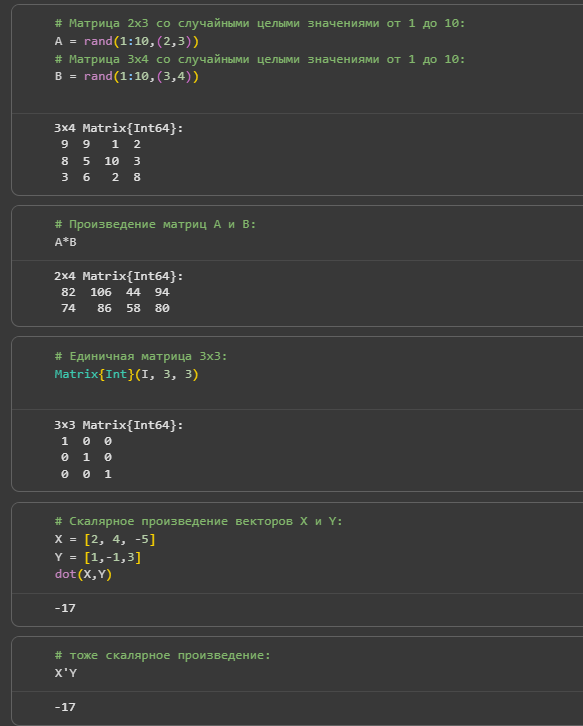 # Матрица 2x3 со случайными целыми значениями от 1 до 10:
A = rand(1:10,(2,3))
# Матрица 3x4 со случайными целыми значениями от 1 до 10:
B = rand(1:10,(3,4))
3×4 Matrix{Int64}:
9 9 1 2
8 5 10 3
3 6 2 8
# Произведение матриц A и B:
A*B
2×4 Matrix{Int64}:
82 106 44 94
74 86 58 80
# Единичная матрица 3x3:
Matrix{Int}(I, 3, 3)
3×3 Matrix{Int64}:
1 0 0
0 1 0
0 0 1
# Скалярное произведение векторов X и Y:
X = [2, 4, -5]
Y = [1,-1,3]
dot(X,Y)
-17
# тоже скалярное произведение:
X'Y
-17